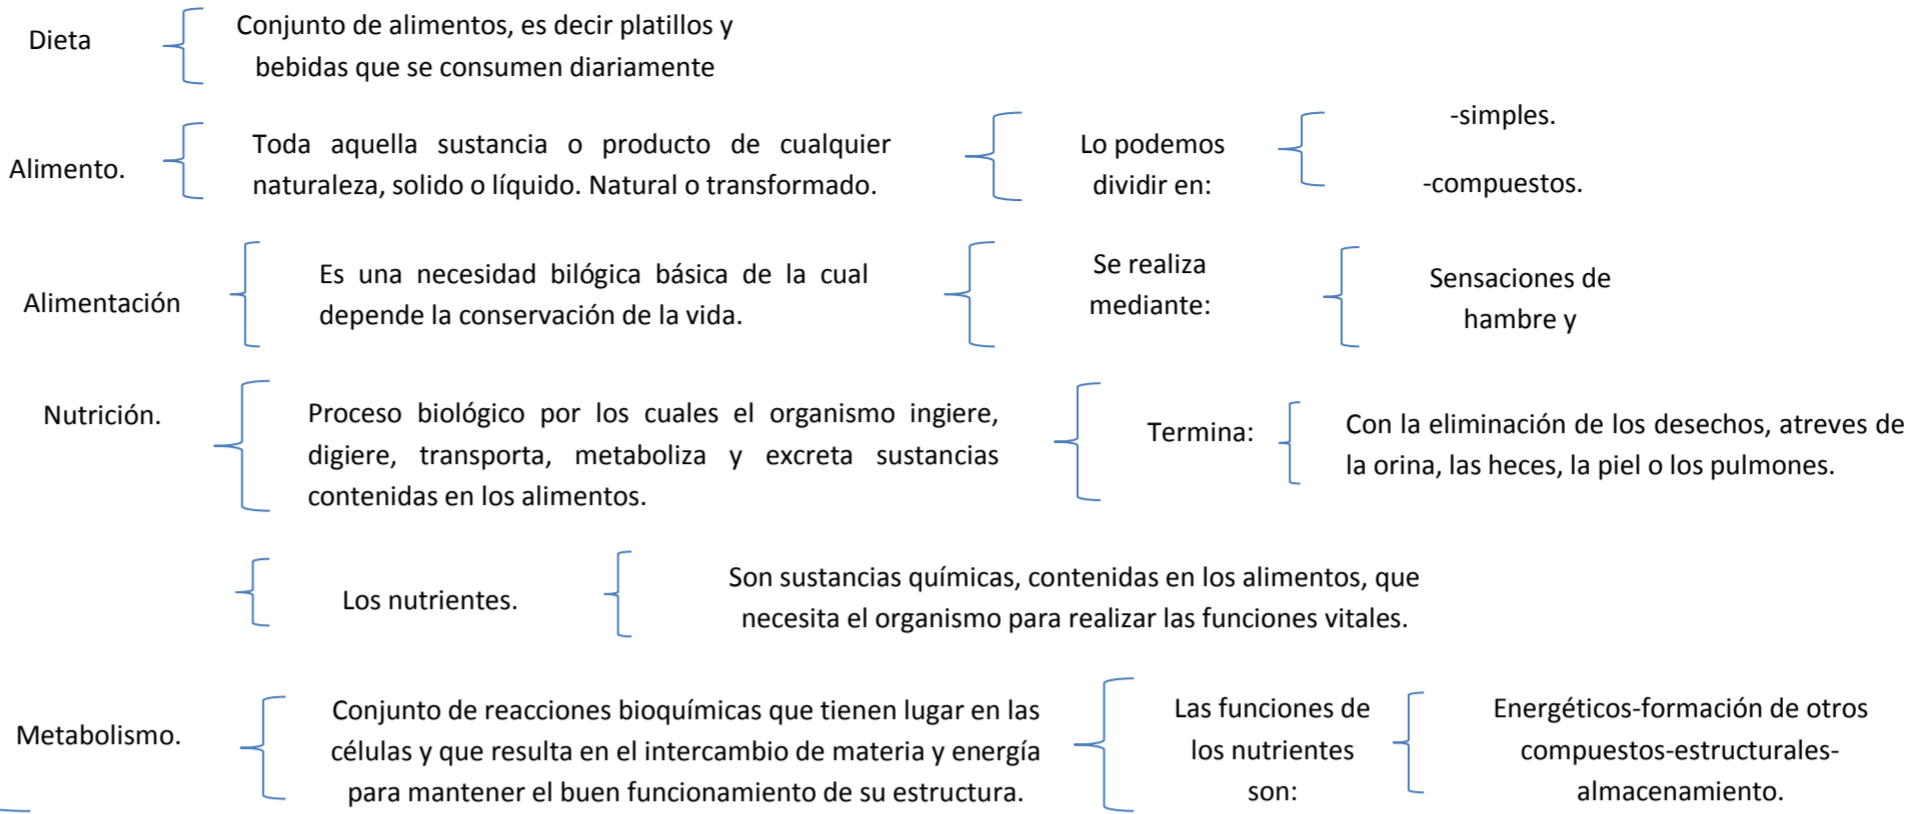 Dieta
Conjunto de alimentos, es decir platillos y
bebidas que se consumen diariamente
Alimento.
Toda aquella sustancia o producto de cualquier
naturaleza, solido o líquido. Natural o transformado.
Lo podemos
dividir en:
-simples.
-compuestos.
Alimentación
Es una necesidad bilógica básica de la cual
depende la conservación de la vida.
Se realiza
mediante:
Sensaciones de
hambre y
Nutrición.
Proceso biológico por los cuales el organismo ingiere,
digiere, transporta, metaboliza y excreta sustancias
contenidas en los alimentos.
Termina:
Con la eliminación de los desechos, atreves de
la orina, las heces, la piel o los pulmones.
Los nutrientes.
Son sustancias químicas, contenidas en los alimentos, que
necesita el organismo para realizar las funciones vitales.
Metabolismo.
Conjunto de reacciones bioquímicas que tienen lugar en las
células y que resulta en el intercambio de materia y energía
para mantener el buen funcionamiento de su estructura.
Las funciones de
los nutrientes
son:
Energéticos-formación de otros
compuestos-estructurales-
almacenamiento.